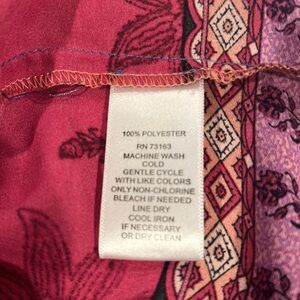 100% POLYESTER
RN 73163
MACHINE WASH
COLD
GENTLE CYCLE
WITH LIKE COLORS
ONLY NON-CHLORINE
BLEACH IF NEEDED
LINE DRY
COOL IRON
IF NECESSARY
OR DRY CLEAN